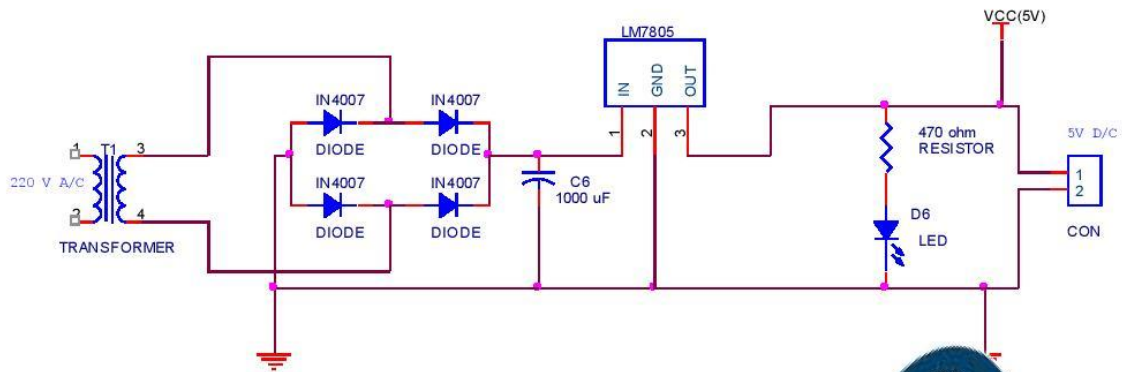 VCC(5V)
LM7805
IN
GND
OUT
1
2
3
IN4007
IN4007
DIODE
DIODE
IN4007
IN4007
DIODE
DIODE
1
T1
3
220 V A/C
2
4
TRANSFORMER
C6
1000 uF
470 ohm
RESISTOR
D6
LED
5V D/C
1
2
CON